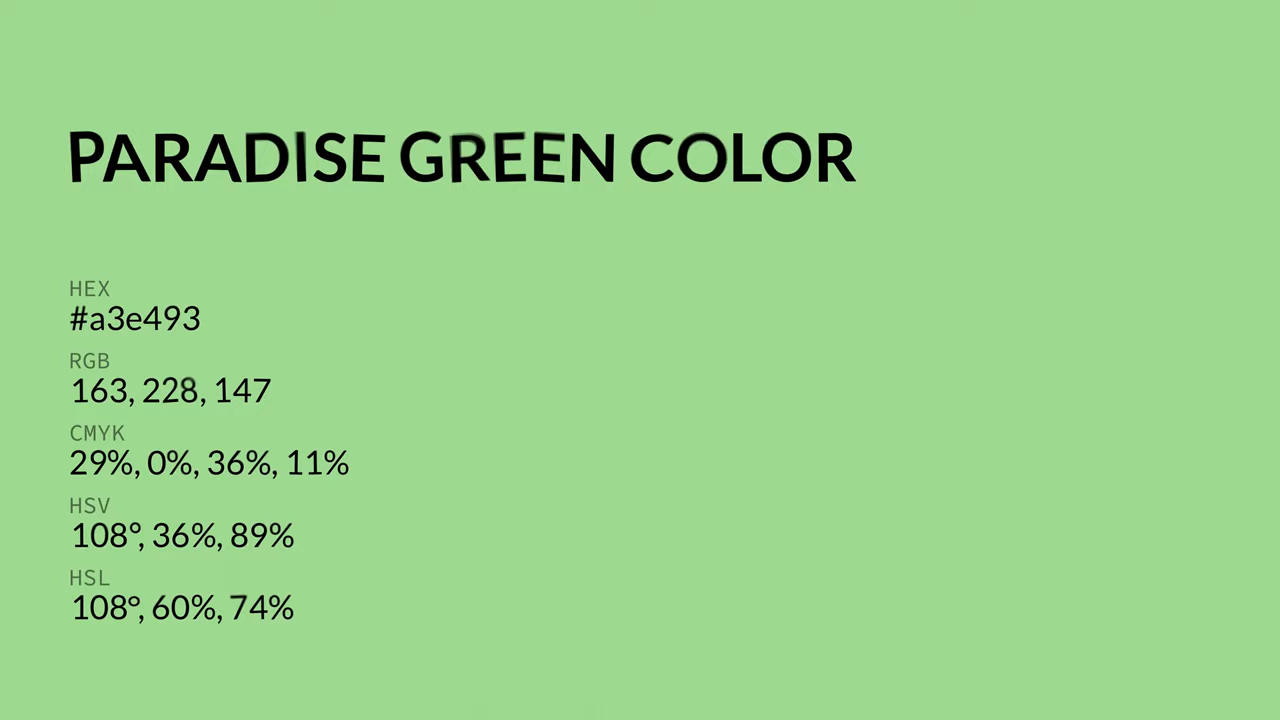 PARADISE GREEN COLOR
HEX
#a3e493
RGB
163, 228, 147
CMYK
29%, 0%, 36%, 11%
HSV
108°, 36%, 89%
HSL
108°, 60%, 74%